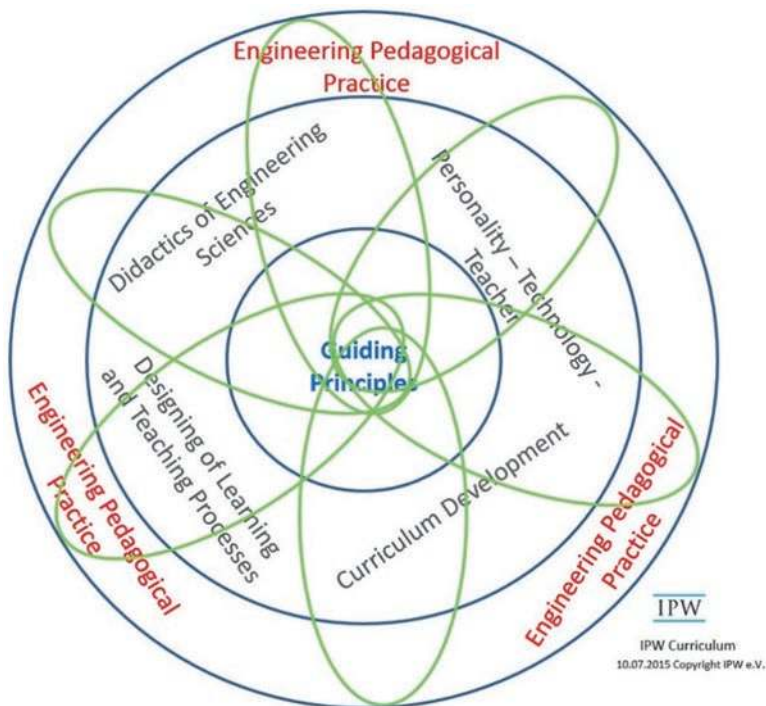 Engineering Pedagogical
Practice
Didactics of Engineering
Sciences
Personality – Technology -
Teacher
Guiding
Principles
Designing of Learning
and Teaching Processes
Curriculum Development
Engineering Pedagogical
Practice
Engineering Pedagogical
Practice
IPW
IPW Curriculum
10.07.2015 Copyright IPW e.V.